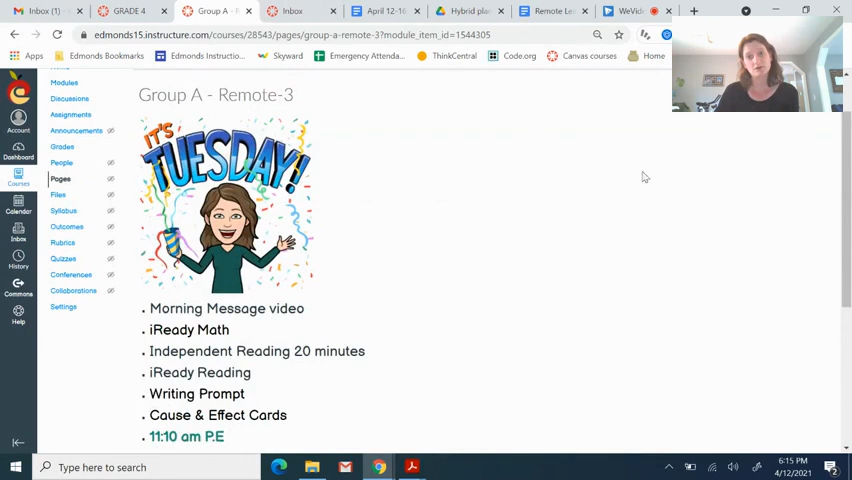 Inbox (1)
GRADE 4
Group A - R
Inbox
April 12-16
Hybrid pla
Remote Le
WeVide
edmonds15.instructure.com/courses/28543/pages/group-a-remote-3?module_item_id=1544305
Apps
Edmonds Bookmarks
Edmonds Instructio...
Skyward
Emergency Attenda...
ThinkCentral
Code.org
Canvas courses
Home
Account
Dashboard
Courses
Calendar
Inbox
History
Commons
Help
Modules
Discussions
Assignments
Announcements
Grades
People
Pages
Files
Syllabus
Outcomes
Rubrics
Quizzes
Conferences
Collaborations
Settings
Group A - Remote-3
IT'S
TUESDAY!
Morning Message video
iReady Math
Independent Reading 20 minutes
iReady Reading
Writing Prompt
Cause & Effect Cards
11:10 am P.E
Type here to search
6:15 PM
4/12/2021
2